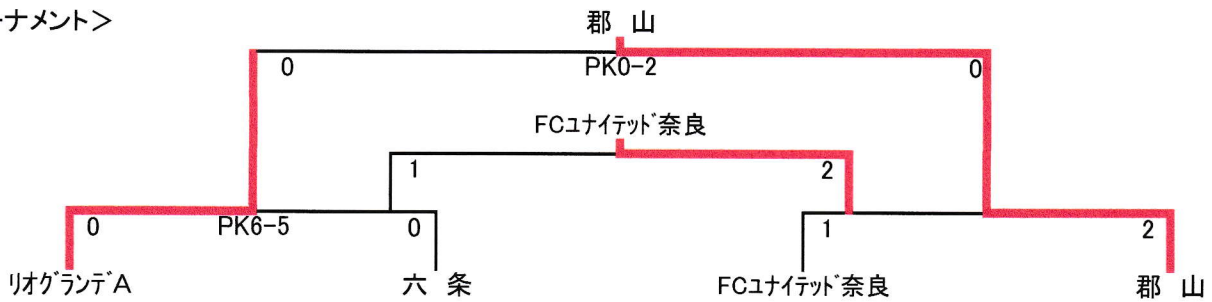 ーナメント＞
郡 山
0 PK0-2 0
FCﾕﾅｲﾃｯﾄﾞ奈良
1 2
0 PK6-5 0 1 2
ﾘｵｸﾞﾗﾝﾃﾞA 六 条 FCﾕﾅｲﾃｯﾄﾞ奈良 郡 山